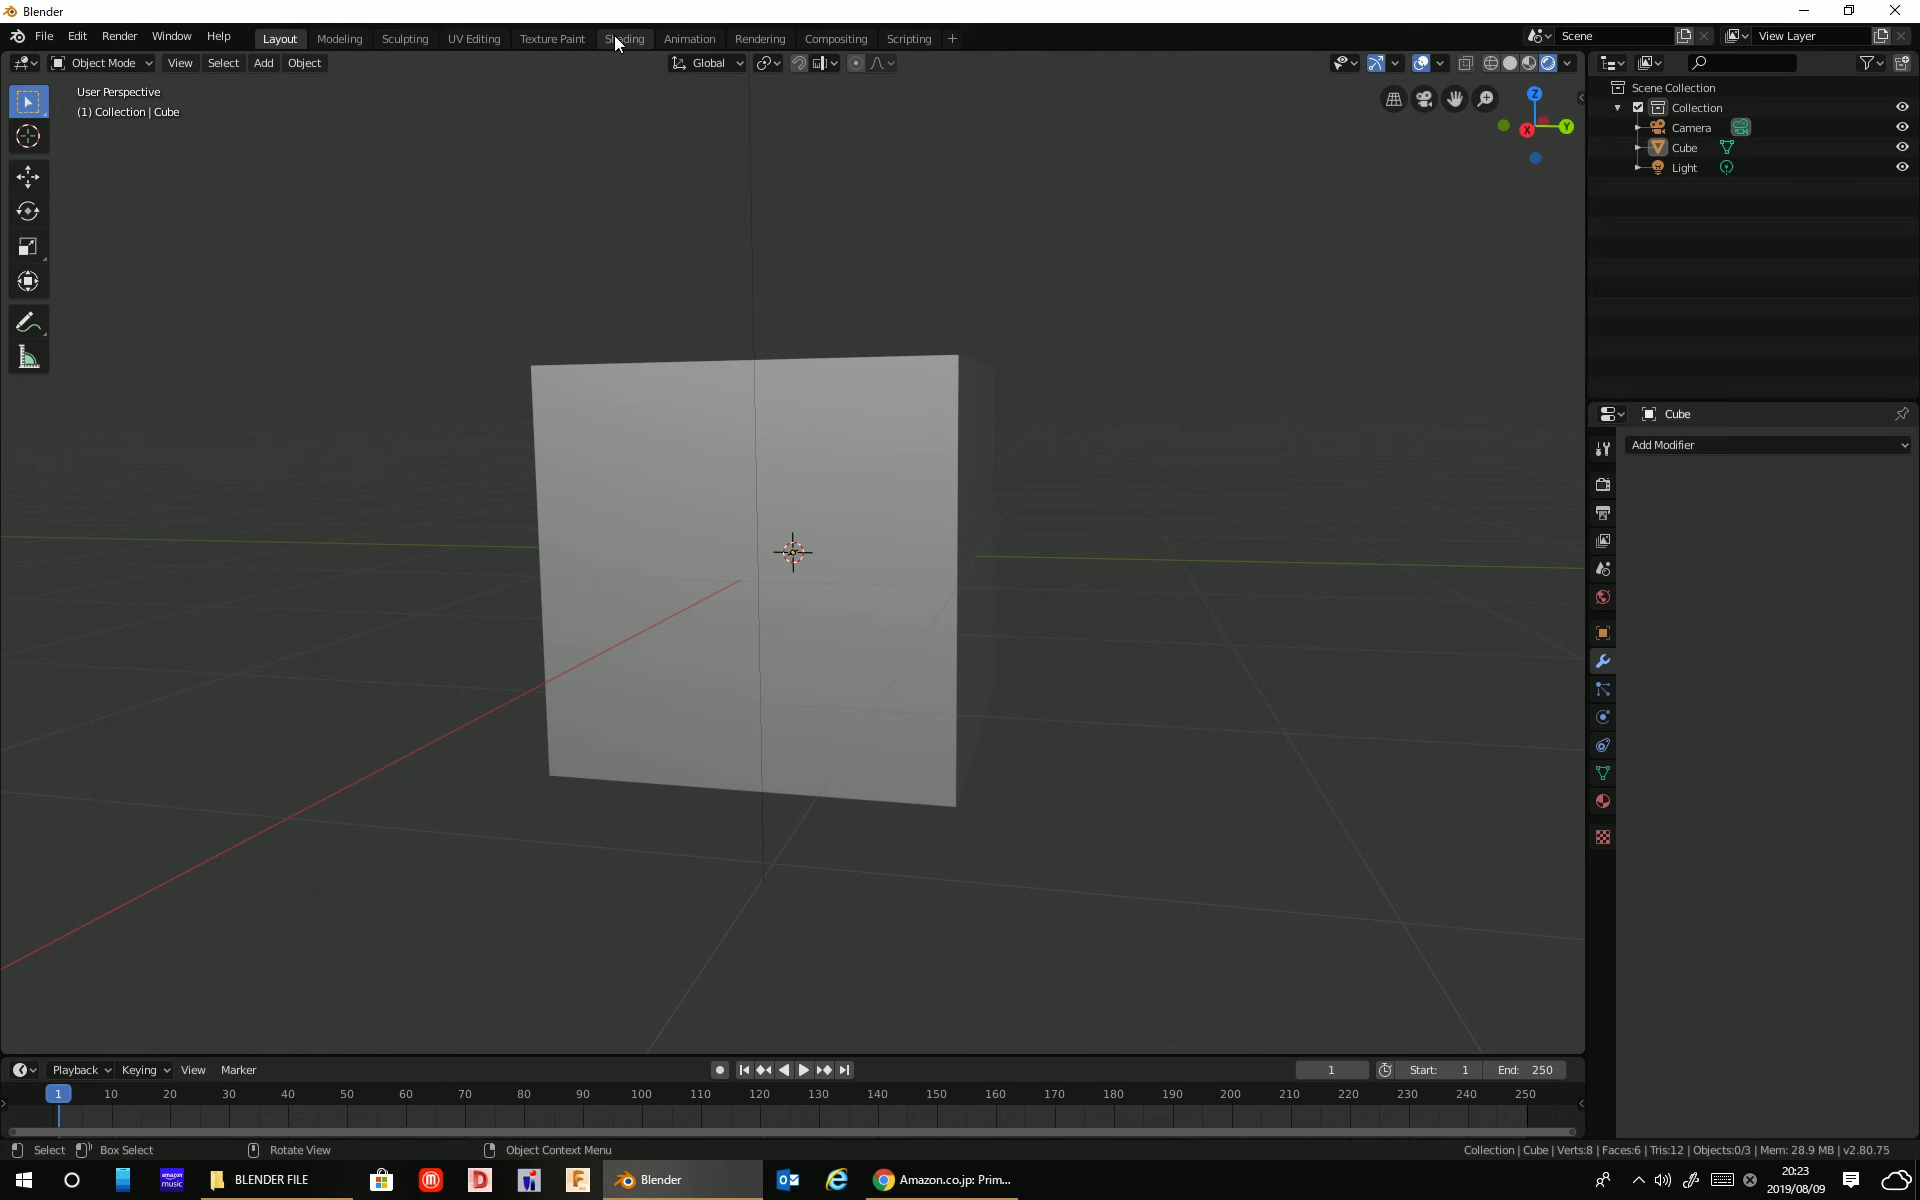 Blender
File Edit Render Window Help Layout Modeling Sculpting UV Editing Texture Paint Shading Animation Rendering Compositing Scripting + Scene View Layer
Object Mode View Select Add Object Global
User Perspective
(1) Collection | Cube
Z
Y
X
Scene Collection
Collection
Camera
Cube
Light
Cube
Add Modifier
Playback Keying View Marker 1 Start: 1 End: 250
1 10 20 30 40 50 60 70 80 90 100 110 120 130 140 150 160 170 180 190 200 210 220 230 240 250
Select Box Select Rotate View Object Context Menu Collection | Cube | Verts:8 | Faces:6 | Tris:12 | Objects:0/3 | Mem: 28.9 MB | v2.80.75
amazon music BLENDER FILE Blender Amazon.co.jp: Prim... 20:23
2019/08/09